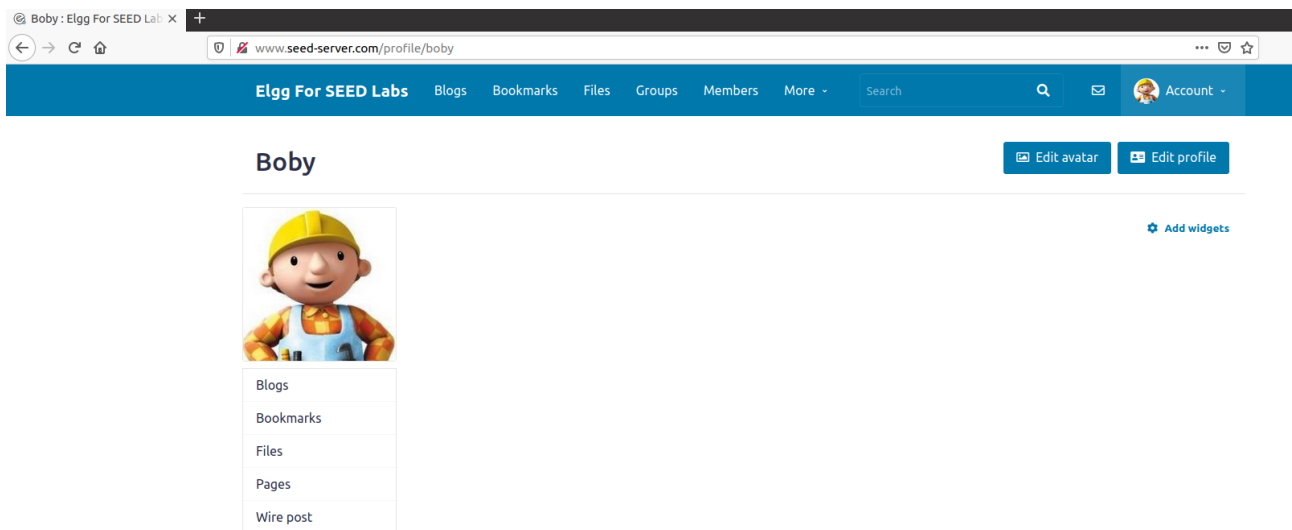 Boby : Elgg For SEED Lab
www.seed-server.com/profile/boby
Elgg For SEED Labs Blogs Bookmarks Files Groups Members More Search Account
Boby Edit avatar Edit profile
Add widgets
Blogs
Bookmarks
Files
Pages
Wire post